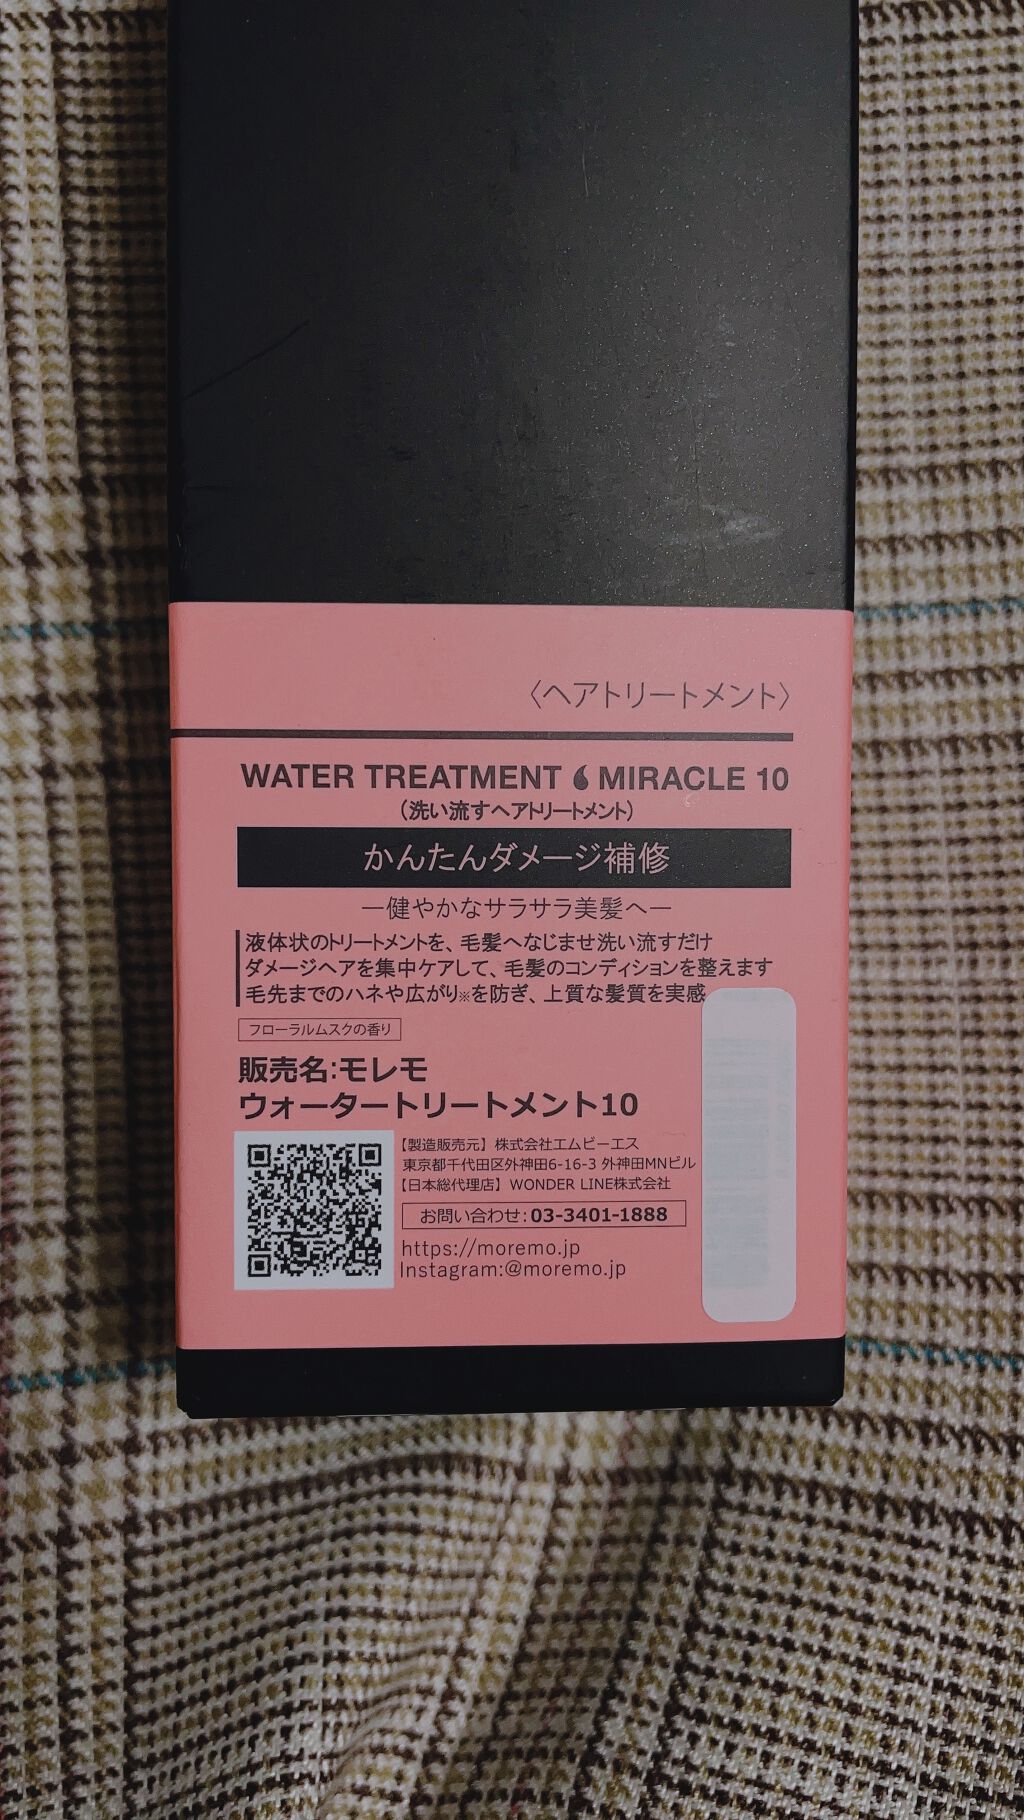 〈ヘアトリートメント〉
WATER TREATMENT MIRACLE 10
（洗い流すヘアトリートメント）
かんたんダメージ補修
ー健やかなサラサラ美髪へー
液体状のトリートメントを、毛髪へなじませ洗い流すだけ
ダメージヘアを集中ケアして、毛髪のコンディションを整えます
毛先までのハネや広がり※を防ぎ、上質な髪質を実感
フローラルムスクの香り
販売名:モレモ
ウォータートリートメント10
【製造販売元】株式会社エムビーエス
東京都千代田区外神田6-16-3 外神田MNビル
【日本総代理店】WONDER LINE株式会社
お問い合わせ:03-3401-1888
https://moremo.jp
Instagram:@moremo.jp